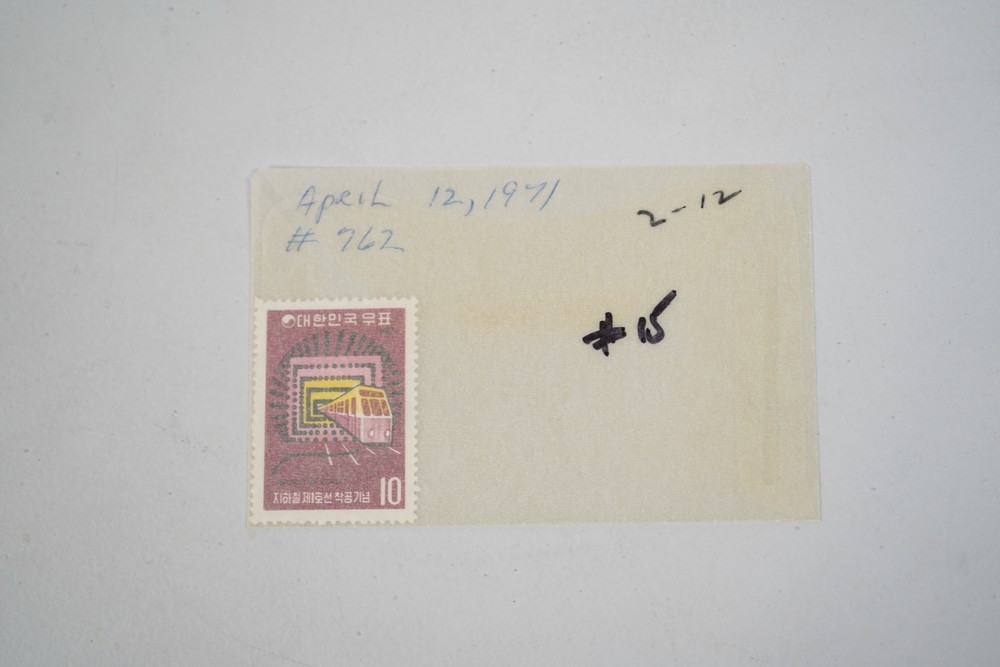 April 12, 1971
2-12
# 762
# 15
대한민국우표
지하철 제1호선 착공기념
10